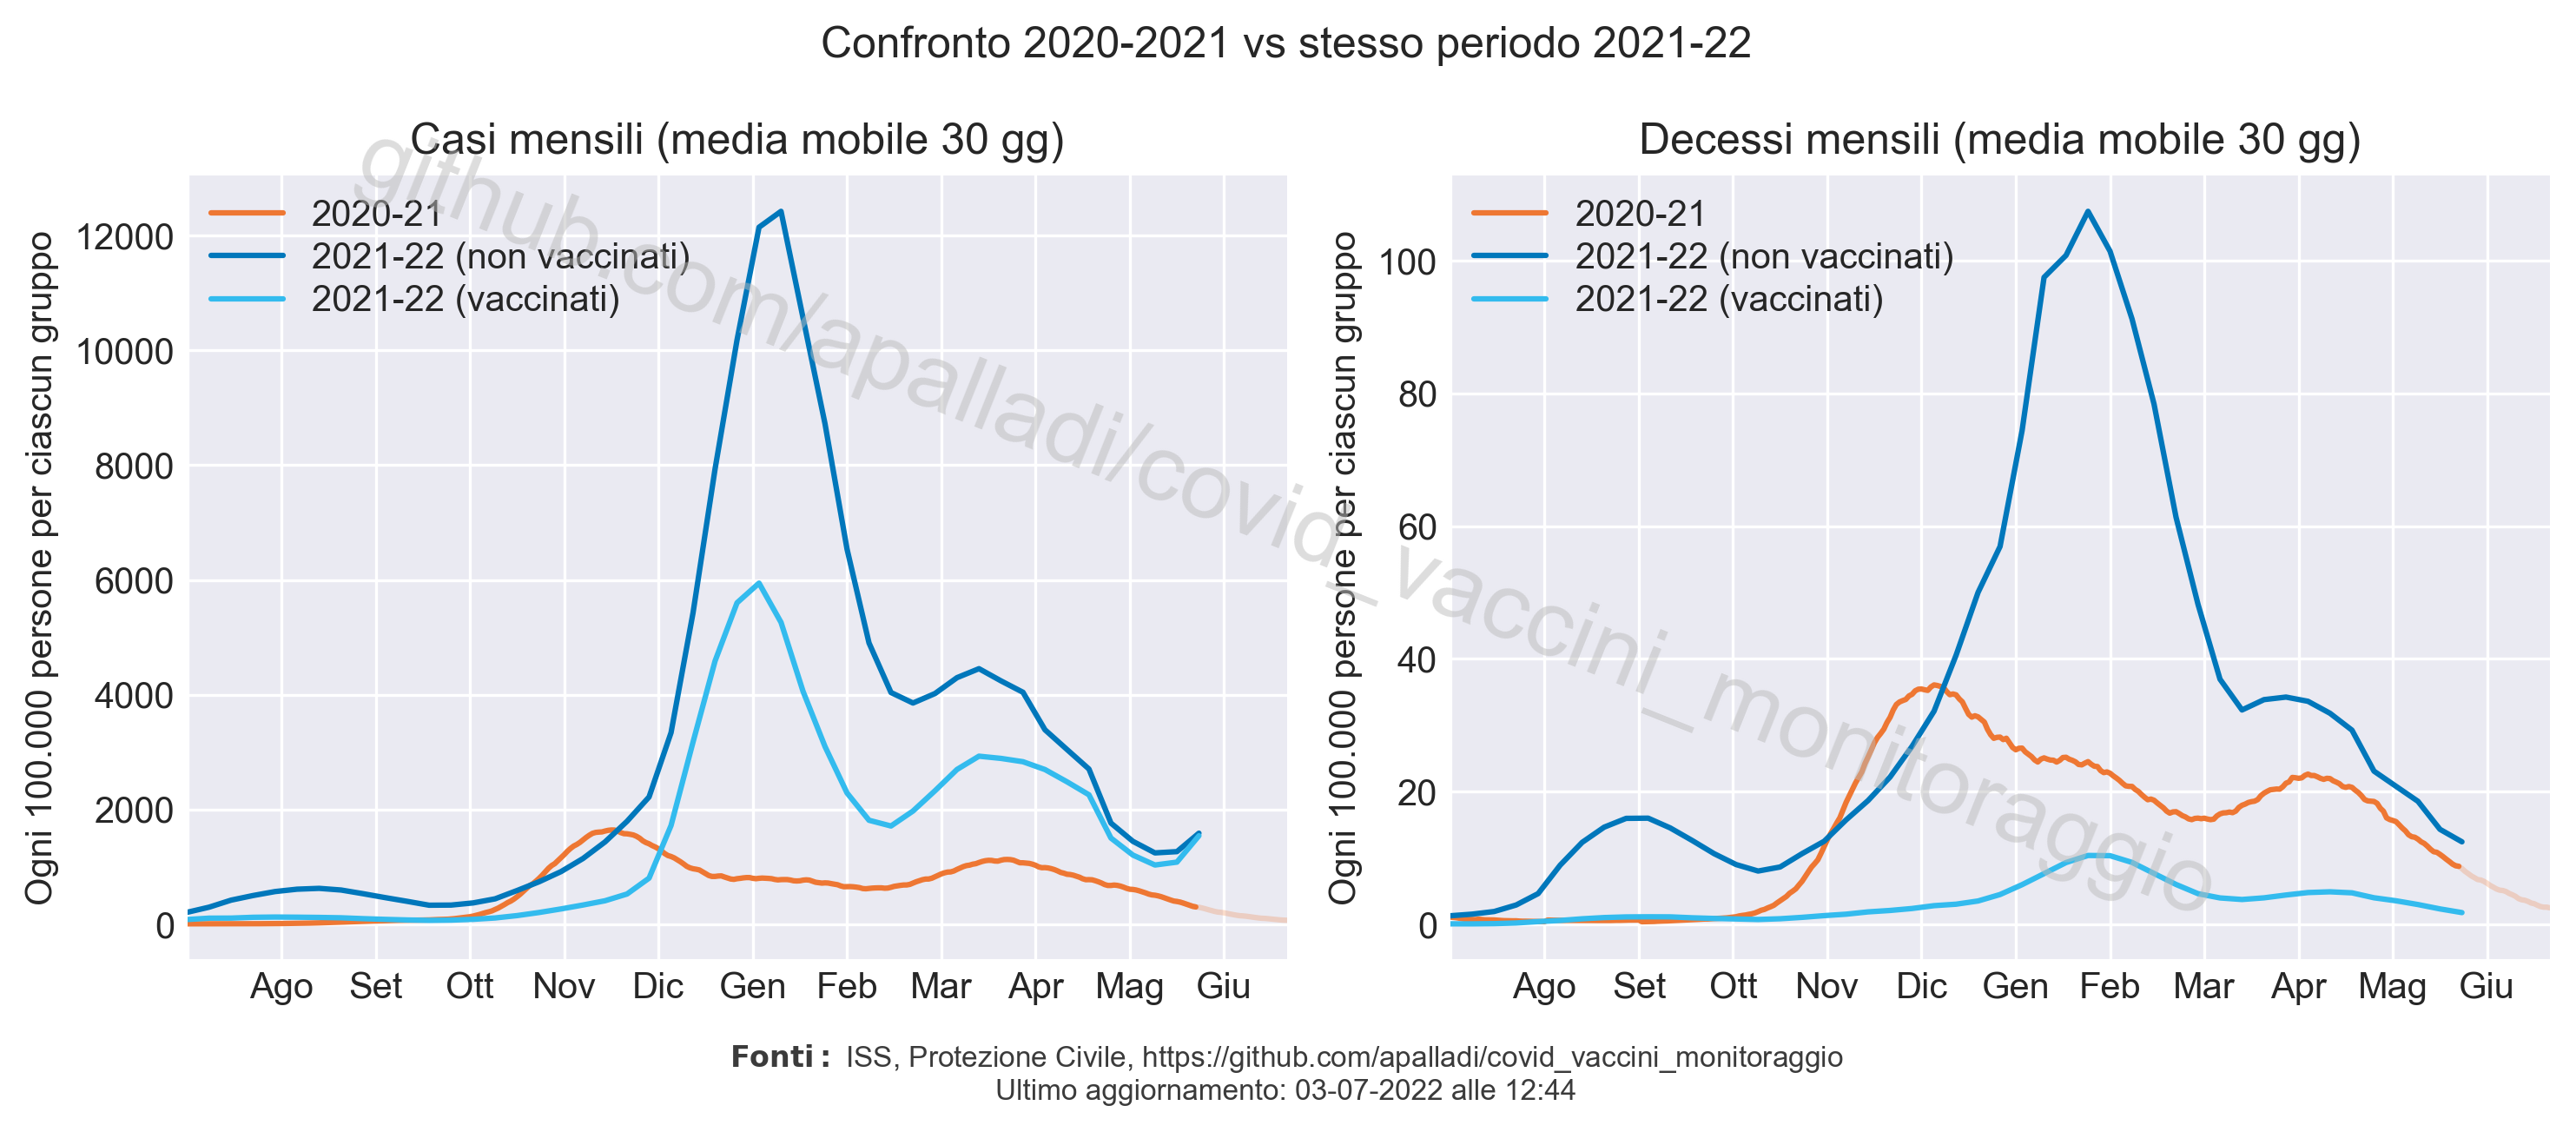 Confronto 2020-2021 vs stesso periodo 2021-22
Casi mensili (media mobile 30 gg)
Ogni 100.000 persone per ciascun gruppo
12000
10000
8000
6000
4000
2000
0
2020-21
2021-22 (non vaccinati)
2021-22 (vaccinati)
Ago Set Ott Nov Dic Gen Feb Mar Apr Mag Giu
Decessi mensili (media mobile 30 gg)
Ogni 100.000 persone per ciascun gruppo
100
80
60
40
20
0
2020-21
2021-22 (non vaccinati)
2021-22 (vaccinati)
Ago Set Ott Nov Dic Gen Feb Mar Apr Mag Giu
github.com/apalladi/covid_vaccini_monitoraggio
Fonti: ISS, Protezione Civile, https://github.com/apalladi/covid_vaccini_monitoraggio
Ultimo aggiornamento: 03-07-2022 alle 12:44